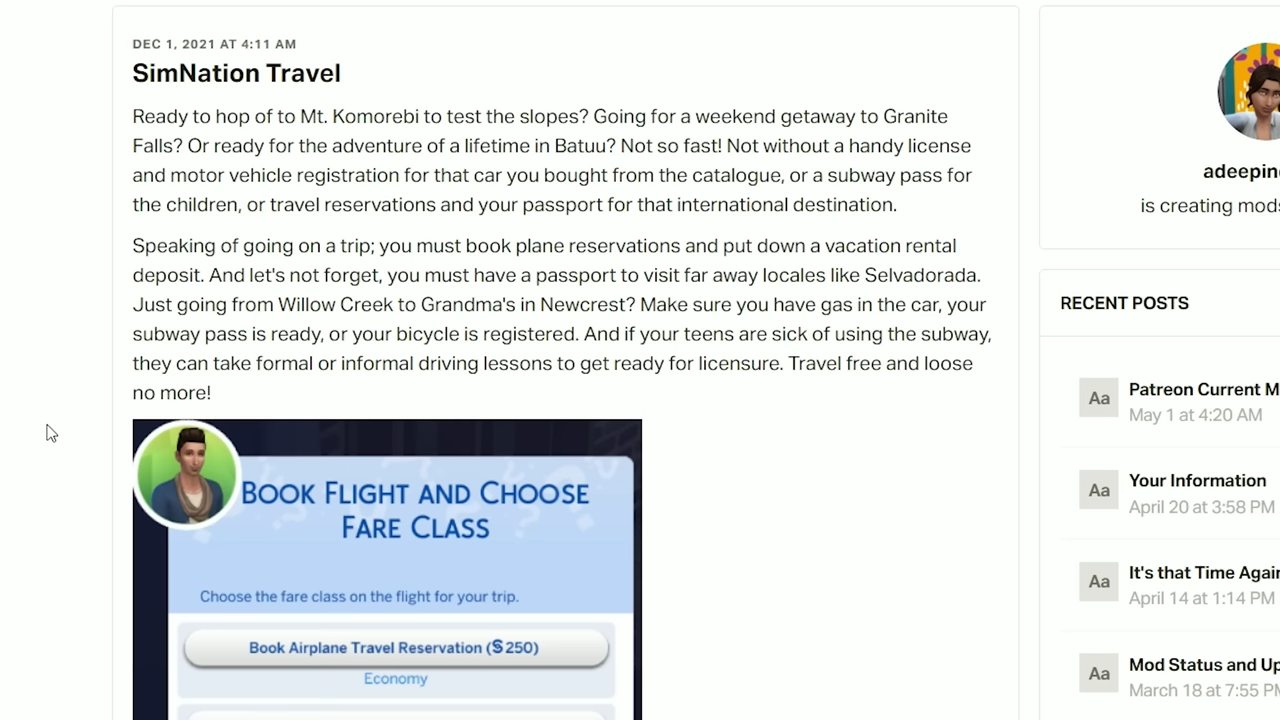 DEC 1, 2021 AT 4:11 AM
SimNation Travel
Ready to hop of to Mt. Komorebi to test the slopes? Going for a weekend getaway to Granite
Falls? Or ready for the adventure of a lifetime in Batuu? Not so fast! Not without a handy license
and motor vehicle registration for that car you bought from the catalogue, or a subway pass for
the children, or travel reservations and your passport for that international destination.
Speaking of going on a trip; you must book plane reservations and put down a vacation rental
deposit. And let's not forget, you must have a passport to visit far away locales like Selvadorada.
Just going from Willow Creek to Grandma's in Newcrest? Make sure you have gas in the car, your
subway pass is ready, or your bicycle is registered. And if your teens are sick of using the subway,
they can take formal or informal driving lessons to get ready for licensure. Travel free and loose
no more!
BOOK FLIGHT AND CHOOSE
FARE CLASS
Choose the fare class on the flight for your trip.
Book Airplane Travel Reservation (§250)
Economy
adeepin
is creating mods
RECENT POSTS
Aa
Patreon Current M
May 1 at 4:20 AM
Aa
Your Information
April 20 at 3:58 PM
Aa
It's that Time Again
April 14 at 1:14 PM
Aa
Mod Status and Up
March 18 at 7:55 PM